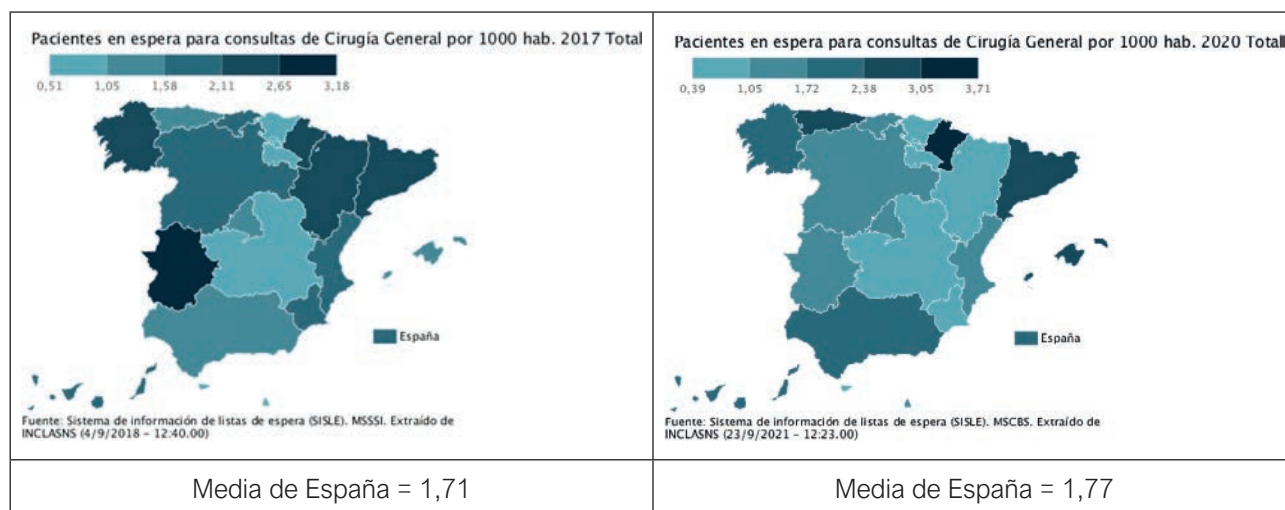 Pacientes en espera para consultas de Cirugía General por 1000 hab. 2017 Total
0,51 1,05 1,58 2,11 2,65 3,18
España
Fuente: Sistema de información de listas de espera (SISLE). MSSSI. Extraído de
INCLASNS (4/9/2018 - 12:40.00)
Media de España = 1,71
Pacientes en espera para consultas de Cirugía General por 1000 hab. 2020 Total
0,39 1,05 1,72 2,38 3,05 3,71
España
Fuente: Sistema de información de listas de espera (SISLE). MSCBS. Extraído de
INCLASNS (23/9/2021 - 12:23.00)
Media de España = 1,77